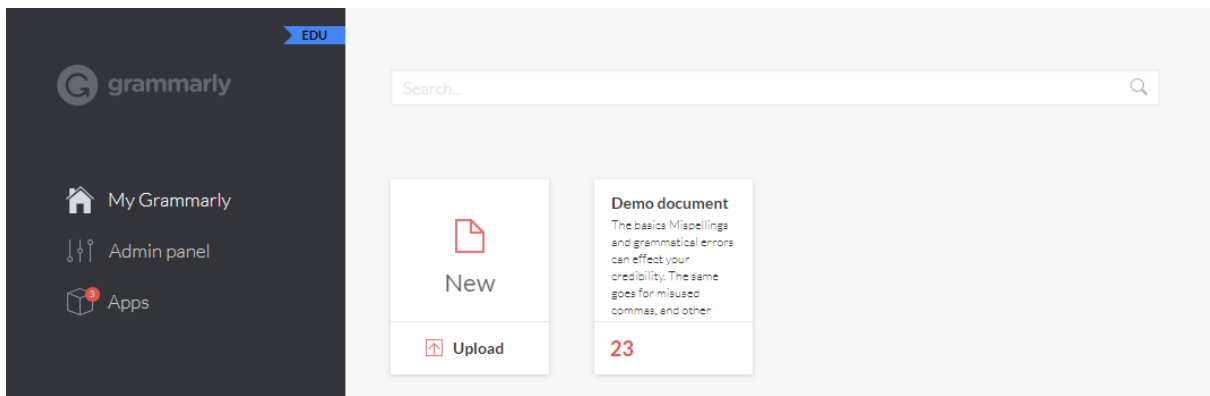 EDU
grammarly
Search...
My Grammarly
Admin panel
3
Apps
New
Upload
Demo document
The basics Mispellings
and grammatical errors
can effect your
credibility. The same
goes for misused
commas, and other
23